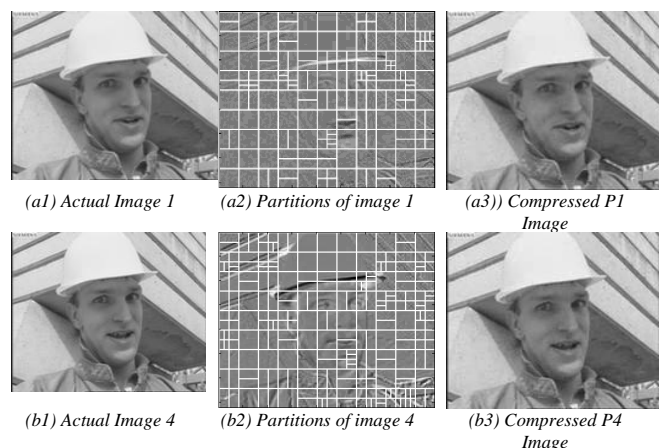 (a1) Actual Image 1
(a2) Partitions of image 1
(a3)) Compressed P1
Image
(b1) Actual Image 4
(b2) Partitions of image 4
(b3) Compressed P4
Image